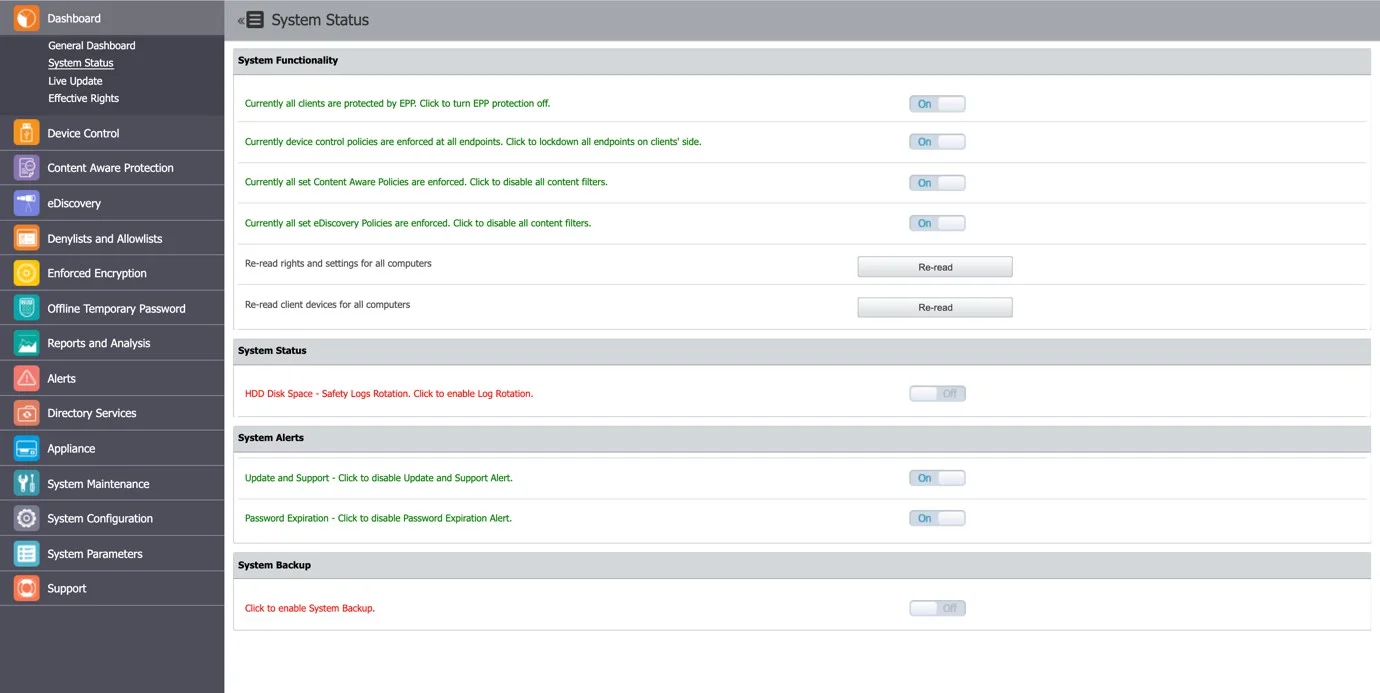 Dashboard
General Dashboard
System Status
Live Update
Effective Rights
Device Control
Content Aware Protection
eDiscovery
Denylists and Allowlists
Enforced Encryption
Offline Temporary Password
Reports and Analysis
Alerts
Directory Services
Appliance
System Maintenance
System Configuration
System Parameters
Support
« System Status
System Functionality
Currently all clients are protected by EPP. Click to turn EPP protection off. On
Currently device control policies are enforced at all endpoints. Click to lockdown all endpoints on clients' side. On
Currently all set Content Aware Policies are enforced. Click to disable all content filters. On
Currently all set eDiscovery Policies are enforced. Click to disable all content filters. On
Re-read rights and settings for all computers Re-read
Re-read client devices for all computers Re-read
System Status
HDD Disk Space - Safety Logs Rotation. Click to enable Log Rotation. Off
System Alerts
Update and Support - Click to disable Update and Support Alert. On
Password Expiration - Click to disable Password Expiration Alert. On
System Backup
Click to enable System Backup. Off